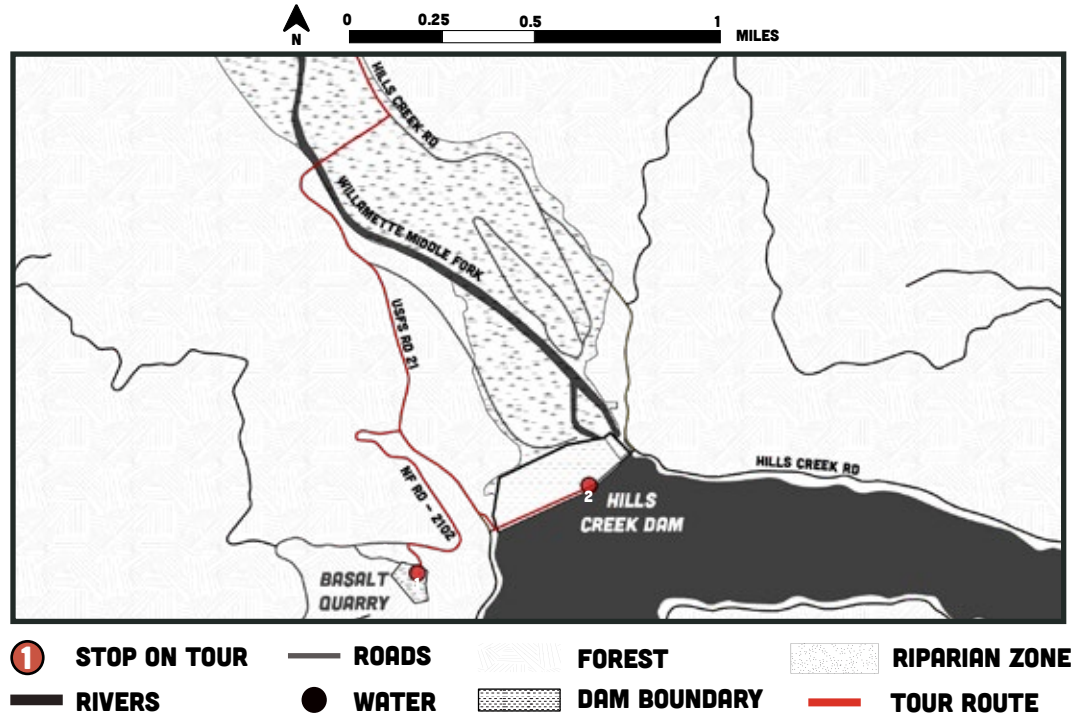 N
0 0.25 0.5 1 MILES
HILLS CREEK RD
WILLAMETTE MIDDLE FORK
USFS RD 21
HILLS CREEK RD
NF RD - 2102
2 HILLS
CREEK DAM
BASALT
QUARRY
1 STOP ON TOUR
ROADS
FOREST
RIPARIAN ZONE
RIVERS
WATER
DAM BOUNDARY
TOUR ROUTE